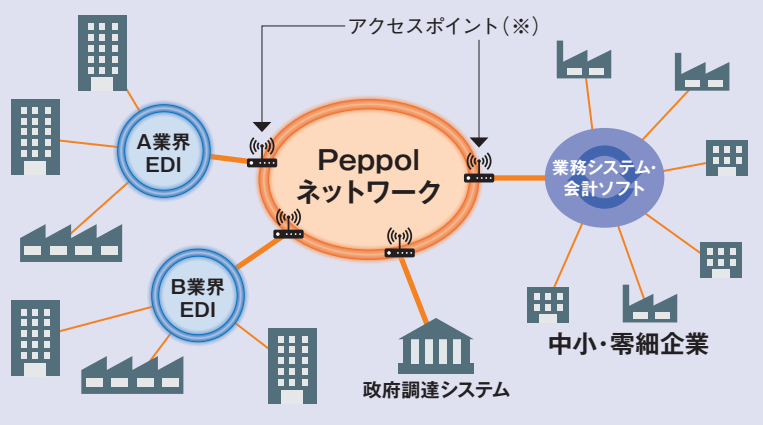 アクセスポイント(※)
A業界
EDI
Peppol
ネットワーク
業務システム・
会計ソフト
B業界
EDI
中小・零細企業
政府調達システム